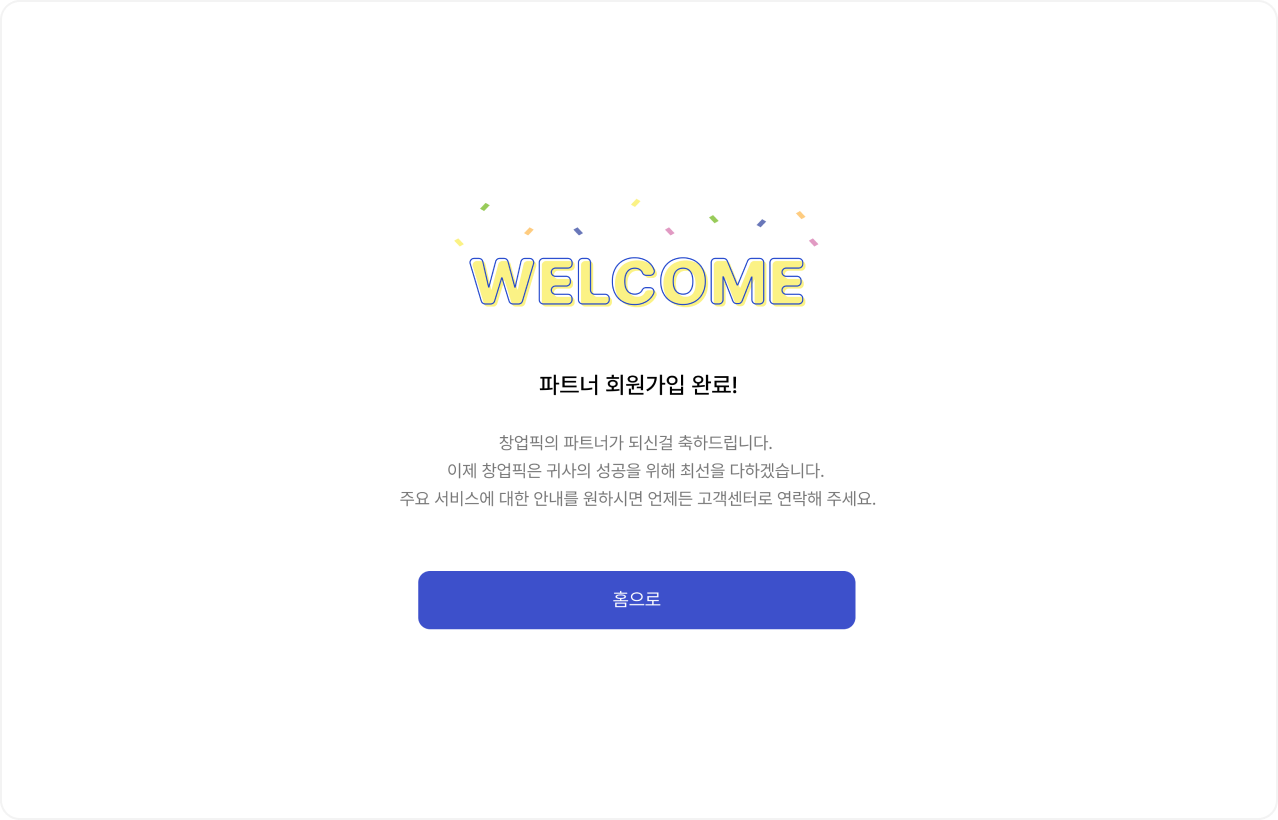 WELCOME
파트너 회원가입 완료!
창업픽의 파트너가 되신걸 축하드립니다.
이제 창업픽은 귀사의 성공을 위해 최선을 다하겠습니다.
주요 서비스에 대한 안내를 원하시면 언제든 고객센터로 연락해 주세요.
홈으로